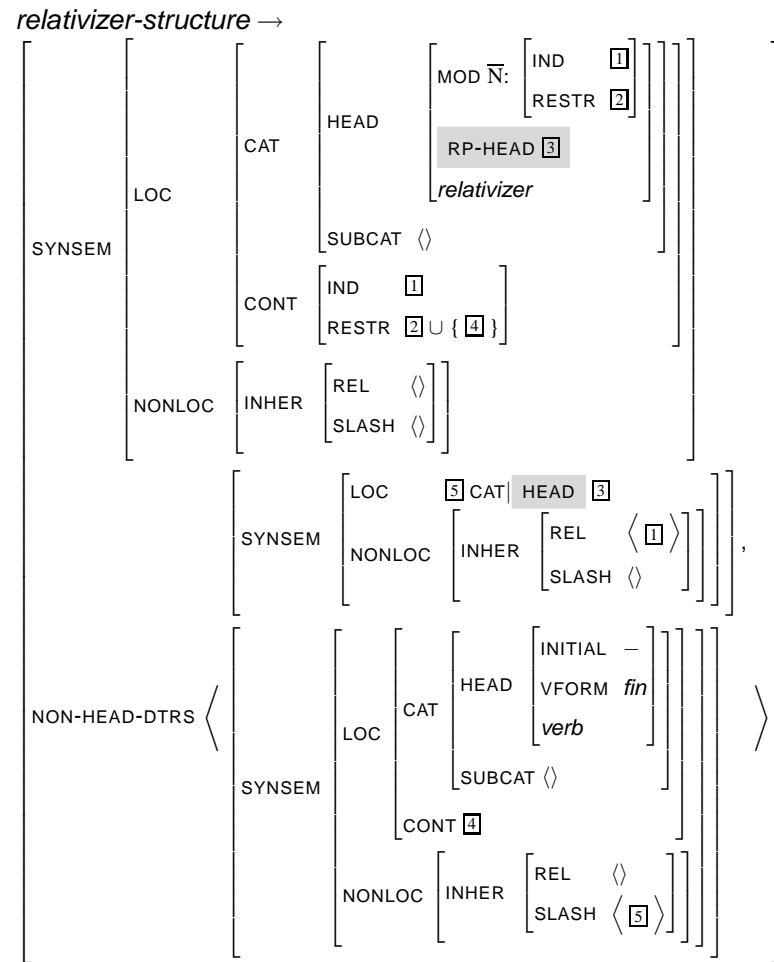 relativizer-structure →
IND 1
MOD N̅:
RESTR 2
HEAD
CAT
RP-HEAD 3
relativizer
LOC
SUBCAT ⟨⟩
SYNSEM
IND 1
CONT
RESTR 2 ∪ { 4 }
REL ⟨⟩
NONLOC INHER
SLASH ⟨⟩
LOC 5 CAT| HEAD 3
SYNSEM
REL ⟨ 1 ⟩
NONLOC INHER ,
SLASH ⟨⟩
INITIAL −
HEAD VFORM fin
CAT
verb
NON-HEAD-DTRS ⟨ ⟩
LOC
SUBCAT ⟨⟩
SYNSEM
CONT 4
REL ⟨⟩
NONLOC INHER
SLASH ⟨ 5 ⟩